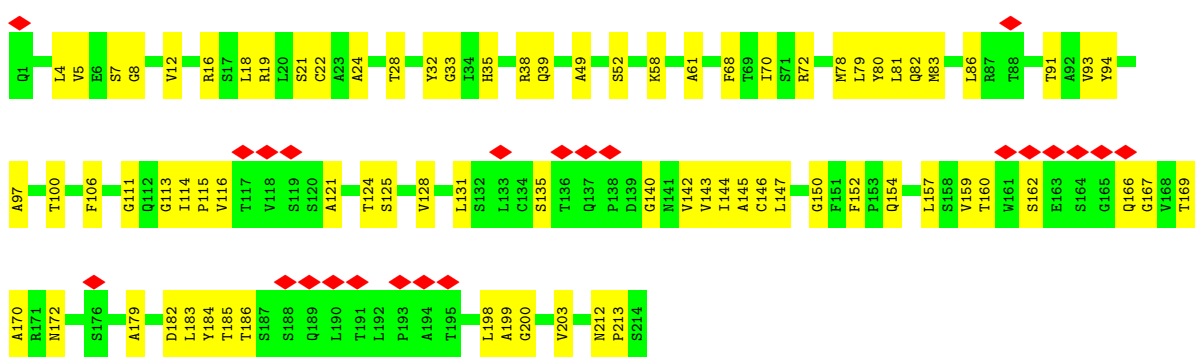 Q1 L4 V5 E6 S7 G8 V12 R16 S17 L18 R19 L20 S21 C22 A23 A24 T28 Y32 G33 I34 H35 R38 Q39 A49 S52 K58 A61 F68 T69 I70 S71 R72 M78 L79 Y80 L81 Q82 M83 L86 R87 T88 T91 A92 V93 Y94
A97 T100 F106 G111 Q112 G113 I114 P115 V116 T117 V118 S119 S120 A121 T124 S125 V128 L131 S132 L133 C134 S135 T136 Q137 P138 D139 G140 N141 V142 V143 I144 A145 C146 L147 G150 F151 F152 P153 Q154 L157 S158 V159 T160 W161 S162 E163 S164 G165 Q166 G167 V168 T169
A170 R171 N172 S176 A179 D182 L183 Y184 T185 T186 S187 S188 Q189 L190 T191 L192 P193 A194 T195 L198 A199 G200 V203 N212 P213 S214